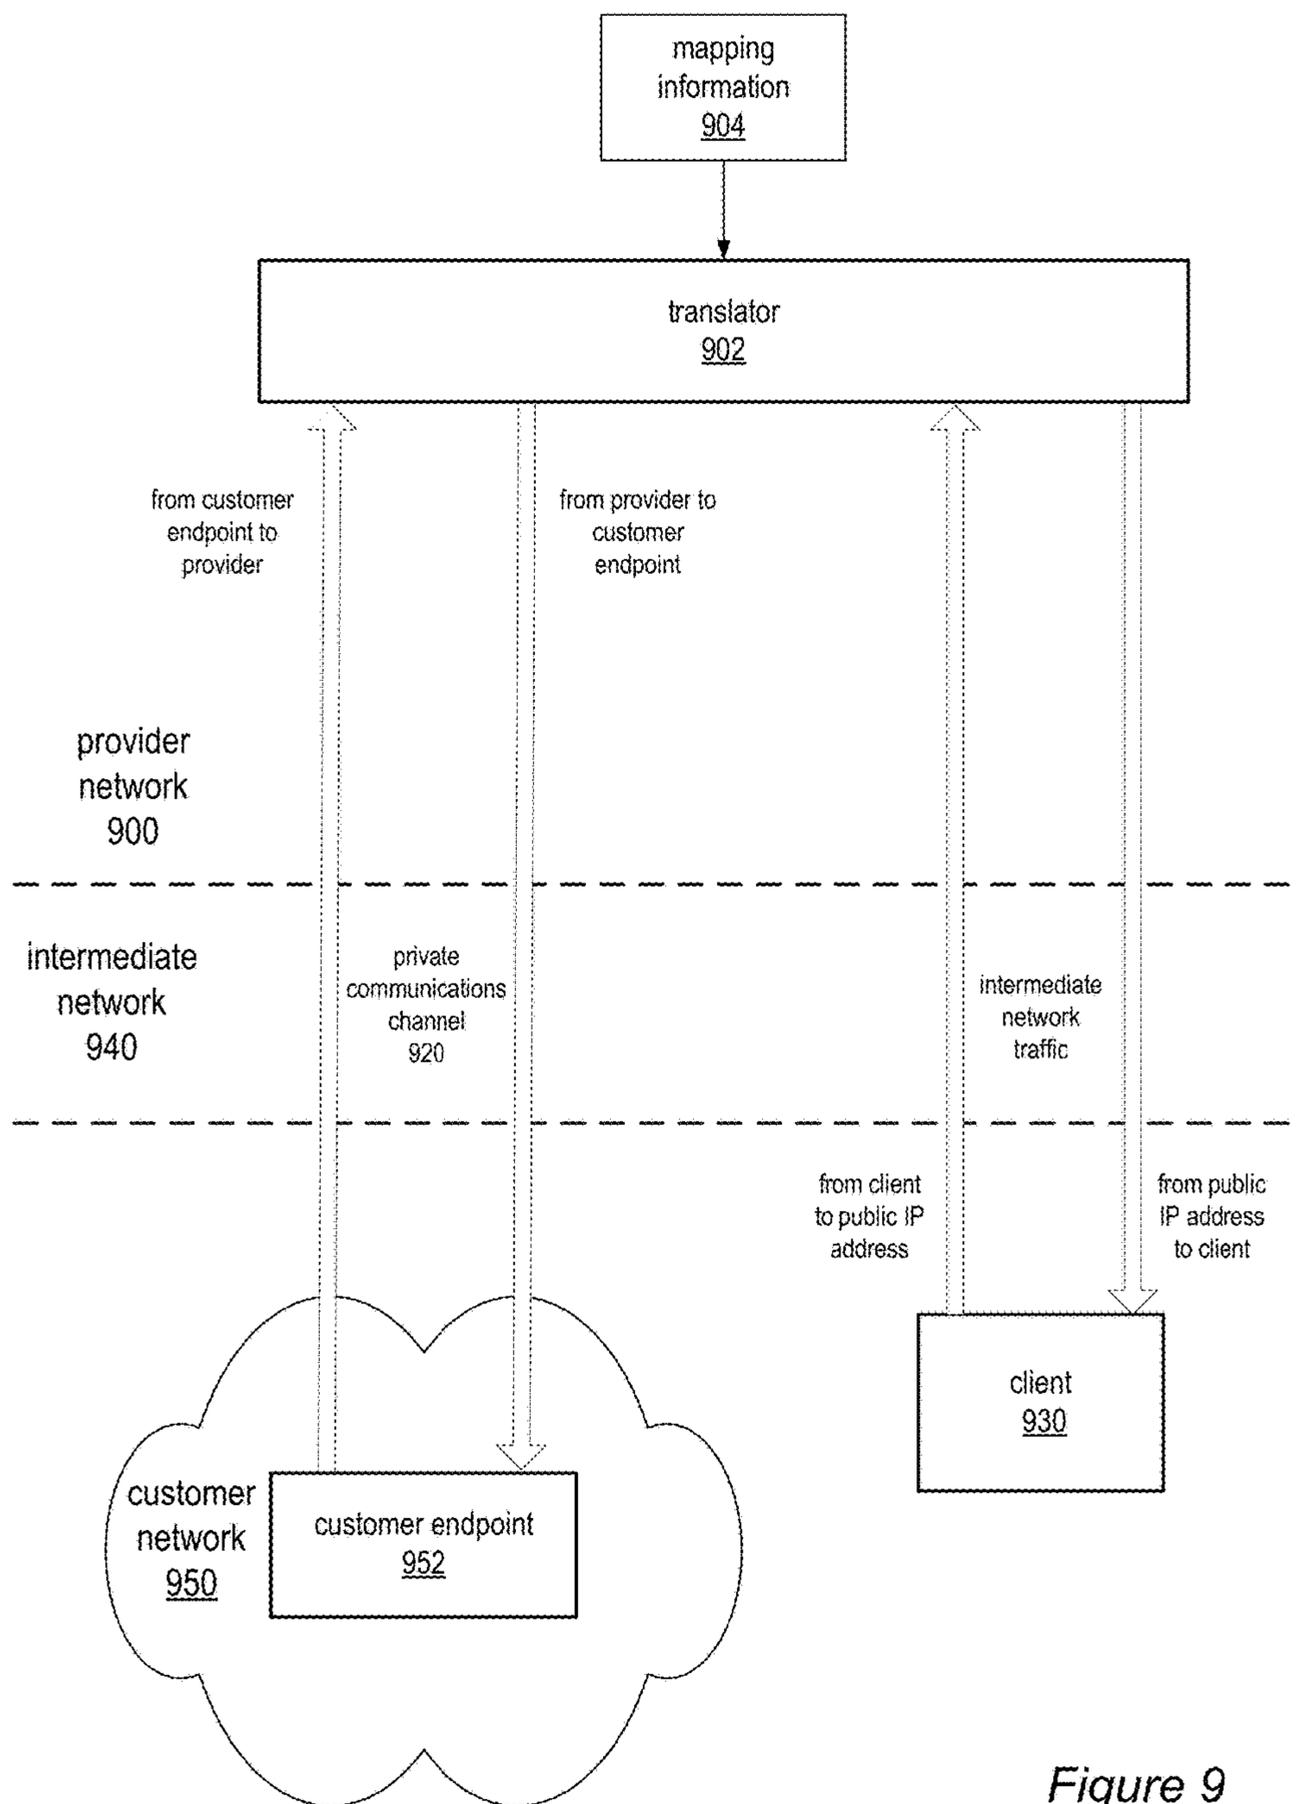 mapping
information
904
translator
902
from customer
endpoint to
provider
from provider to
customer
endpoint
provider
network
900
intermediate
network
940
private
communications
channel
920
intermediate
network
traffic
from client
to public IP
address
from public
IP address
to client
client
930
customer
network
950
customer endpoint
952
Figure 9